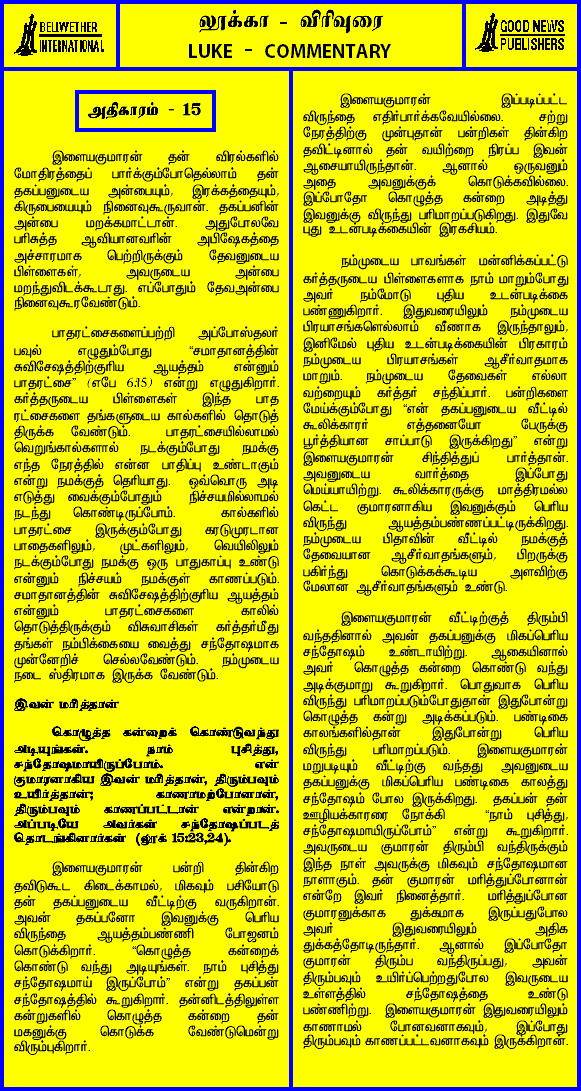 BELLWETHER
INTERNATIONAL
லூக்கா - விரிவுரை
LUKE - COMMENTARY
GOOD NEWS
PUBLISHERS
அதிகாரம் - 15
இளையகுமாரன் தன் விரல்களில்
மோதிரத்தைப் பார்க்கும்போதெல்லாம் தன்
தகப்பனுடைய அன்பையும், இரக்கத்தையும்,
கிருபையையும் நினைவுகூருவான். தகப்பனின்
அன்பை மறக்கமாட்டான். அதுபோலவே
பரிசுத்த ஆவியானவரின் அபிஷேகத்தை
அச்சாரமாக பெற்றிருக்கும் தேவனுடைய
பிள்ளைகள், அவருடைய அன்பை
மறந்துவிடக்கூடாது. எப்போதும் தேவஅன்பை
நினைவுகூரவேண்டும்.
பாதரட்சைகளைப்பற்றி அப்போஸ்தலர்
பவுல் எழுதும்போது "சமாதானத்தின்
சுவிசேஷத்திற்குரிய ஆயத்தம் என்னும்
பாதரட்சை" (எபே 6:15) என்று எழுதுகிறார்.
கர்த்தருடைய பிள்ளைகள் இந்த பாத
ரட்சைகளை தங்களுடைய கால்களில் தொடுத்
திருக்க வேண்டும். பாதரட்சையில்லாமல்
வெறுங்கால்களால் நடக்கும்போது நமக்கு
எந்த நேரத்தில் என்ன பாதிப்பு உண்டாகும்
என்று நமக்குத் தெரியாது. ஒவ்வொரு அடி
எடுத்து வைக்கும்போதும் நிச்சயமில்லாமல்
நடந்து கொண்டிருப்போம். கால்களில்
பாதரட்சை இருக்கும்போது கரடுமுரடான
பாதைகளிலும், முட்களிலும், வெயிலிலும்
நடக்கும்போது நமக்கு ஒரு பாதுகாப்பு உண்டு
என்னும் நிச்சயம் நமக்குள் காணப்படும்.
சமாதானத்தின் சுவிசேஷத்திற்குரிய ஆயத்தம்
என்னும் பாதரட்சைகளை காலில்
தொடுத்திருக்கும் விசுவாசிகள் கர்த்தர்மீது
தங்கள் நம்பிக்கையை வைத்து சந்தோஷமாக
முன்னேறிச் செல்லவேண்டும். நம்முடைய
நடை ஸ்திரமாக இருக்க வேண்டும்.
இவன் மரித்தான்
கொழுத்த கன்றைக் கொண்டுவந்து
அடியுங்கள். நாம் புசித்து,
சந்தோஷமாயிருப்போம். என்
குமாரனாகிய இவன் மரித்தான், திரும்பவும்
உயிர்த்தான்; காணாமற்போனான்,
திரும்பவும் காணப்பட்டான் என்றான்.
அப்படியே அவர்கள் சந்தோஷப்படத்
தொடங்கினார்கள் (லூக் 15:23,24).
இளையகுமாரன் பன்றி தின்கிற
தவிடுகூட கிடைக்காமல், மிகவும் பசியோடு
தன் தகப்பனுடைய வீட்டிற்கு வருகிறான்.
அவன் தகப்பனோ இவனுக்கு பெரிய
விருந்தை ஆயத்தம்பண்ணி போஜனம்
கொடுக்கிறார். "கொழுத்த கன்றைக்
கொண்டு வந்து அடியுங்கள். நாம் புசித்து
சந்தோஷமாய் இருப்போம்" என்று தகப்பன்
சந்தோஷத்தில் கூறுகிறார். தன்னிடத்திலுள்ள
கன்றுகளில் கொழுத்த கன்றை தன்
மகனுக்கு கொடுக்க வேண்டுமென்று
விரும்புகிறார்.
இளையகுமாரன் இப்படிப்பட்ட
விருந்தை எதிர்பார்க்கவேயில்லை. சற்று
நேரத்திற்கு முன்புதான் பன்றிகள் தின்கிற
தவிட்டினால் தன் வயிற்றை நிரப்ப இவன்
ஆசையாயிருந்தான். ஆனால் ஒருவனும்
அதை அவனுக்குக் கொடுக்கவில்லை.
இப்போதோ கொழுத்த கன்றை அடித்து
இவனுக்கு விருந்து பரிமாறப்படுகிறது. இதுவே
புது உடன்படிக்கையின் இரகசியம்.
நம்முடைய பாவங்கள் மன்னிக்கப்பட்டு
கர்த்தருடைய பிள்ளைகளாக நாம் மாறும்போது
அவர் நம்மோடு புதிய உடன்படிக்கை
பண்ணுகிறார். இதுவரையிலும் நம்முடைய
பிரயாசங்களெல்லாம் வீணாக இருந்தாலும்,
இனிமேல் புதிய உடன்படிக்கையின் பிரகாரம்
நம்முடைய பிரயாசங்கள் ஆசீர்வாதமாக
மாறும். நம்முடைய தேவைகள் எல்லா
வற்றையும் கர்த்தர் சந்திப்பார். பன்றிகளை
மேய்க்கும்போது "என் தகப்பனுடைய வீட்டில்
கூலிக்காரர் எத்தனையோ பேருக்கு
பூர்த்தியான சாப்பாடு இருக்கிறது" என்று
இளையகுமாரன் சிந்தித்துப் பார்த்தான்.
அவனுடைய வார்த்தை இப்போது
மெய்யாயிற்று. கூலிக்காரருக்கு மாத்திரமல்ல
கெட்ட குமாரனாகிய இவனுக்கும் பெரிய
விருந்து ஆயத்தம்பண்ணப்பட்டிருக்கிறது.
நம்முடைய பிதாவின் வீட்டில் நமக்குத்
தேவையான ஆசீர்வாதங்களும், பிறருக்கு
பகிர்ந்து கொடுக்கக்கூடிய அளவிற்கு
மேலான ஆசீர்வாதங்களும் உண்டு.
இளையகுமாரன் வீட்டிற்குத் திரும்பி
வந்ததினால் அவன் தகப்பனுக்கு மிகப்பெரிய
சந்தோஷம் உண்டாயிற்று. ஆகையினால்
அவர் கொழுத்த கன்றை கொண்டு வந்து
அடிக்குமாறு கூறுகிறார். பொதுவாக பெரிய
விருந்து பரிமாறப்படும்போதுதான் இதுபோன்று
கொழுத்த கன்று அடிக்கப்படும். பண்டிகை
காலங்களில்தான் இதுபோன்ற பெரிய
விருந்து பரிமாறப்படும். இளையகுமாரன்
மறுபடியும் வீட்டிற்கு வந்தது அவனுடைய
தகப்பனுக்கு மிகப்பெரிய பண்டிகை காலத்து
சந்தோஷம் போல இருக்கிறது. தகப்பன் தன்
ஊழியக்காரரை நோக்கி "நாம் புசித்து,
சந்தோஷமாயிருப்போம்" என்று கூறுகிறார்.
அவருடைய குமாரன் திரும்பி வந்திருக்கும்
இந்த நாள் அவருக்கு மிகவும் சந்தோஷமான
நாளாகும். தன் குமாரன் மரித்துப்போனான்
என்றே இவர் நினைத்தார். மரித்துப்போன
குமாரனுக்காக துக்கமாக இருப்பதுபோல
அவர் இதுவரையிலும் அதிக
துக்கத்தோடிருந்தார். ஆனால் இப்போதோ
குமாரன் திரும்ப வந்திருப்பது, அவன்
திரும்பவும் உயிர்ப்பெற்றதுபோல இவருடைய
உள்ளத்தில் சந்தோஷத்தை உண்டு
பண்ணிற்று. இளையகுமாரன் இதுவரையிலும்
காணாமல் போனவனாகவும், இப்போது
திரும்பவும் காணப்பட்டவனாகவும் இருக்கிறான்.